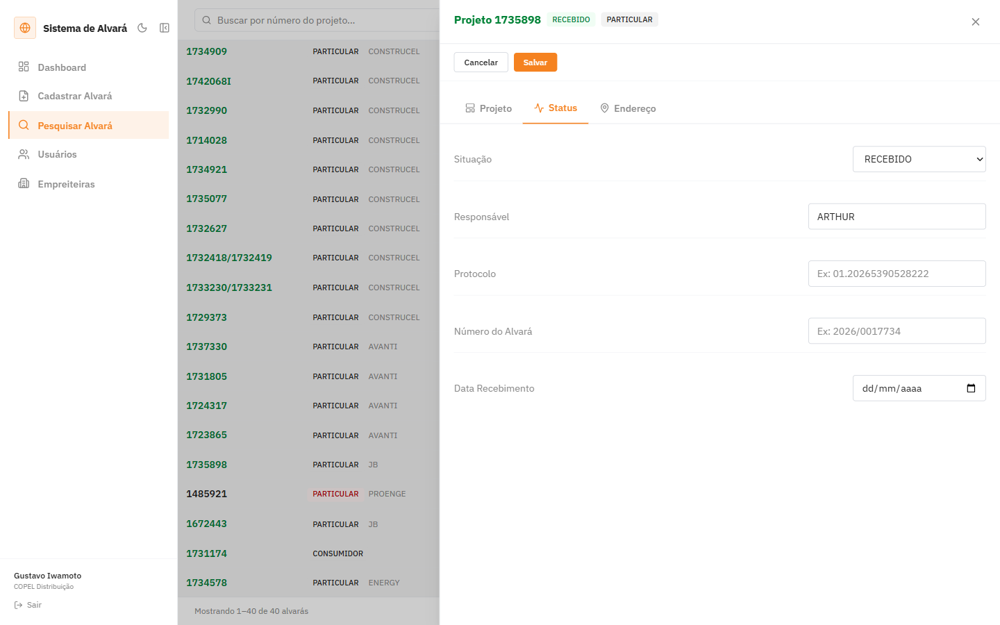 Sistema de Alvará
Dashboard
Cadastrar Alvará
Pesquisar Alvará
Usuários
Empreiteiras
Gustavo Iwamoto
COPEL Distribuição
Sair
Buscar por número do projeto...
1734909 PARTICULAR CONSTRUCEL
1742068I PARTICULAR CONSTRUCEL
1732990 PARTICULAR CONSTRUCEL
1714028 PARTICULAR CONSTRUCEL
1734921 PARTICULAR CONSTRUCEL
1735077 PARTICULAR CONSTRUCEL
1732627 PARTICULAR CONSTRUCEL
1732418/1732419 PARTICULAR CONSTRUCEL
1733230/1733231 PARTICULAR CONSTRUCEL
1729373 PARTICULAR CONSTRUCEL
1737330 PARTICULAR AVANTI
1731805 PARTICULAR AVANTI
1724317 PARTICULAR AVANTI
1723865 PARTICULAR AVANTI
1735898 PARTICULAR JB
1485921 PARTICULAR PROENGE
1672443 PARTICULAR JB
1731174 CONSUMIDOR
1734578 PARTICULAR ENERGY
Mostrando 1–40 de 40 alvarás
Projeto 1735898 RECEBIDO PARTICULAR
Cancelar Salvar
Projeto Status Endereço
Situação RECEBIDO
Responsável ARTHUR
Protocolo Ex: 01.20265390528222
Número do Alvará Ex: 2026/0017734
Data Recebimento dd/mm/aaaa